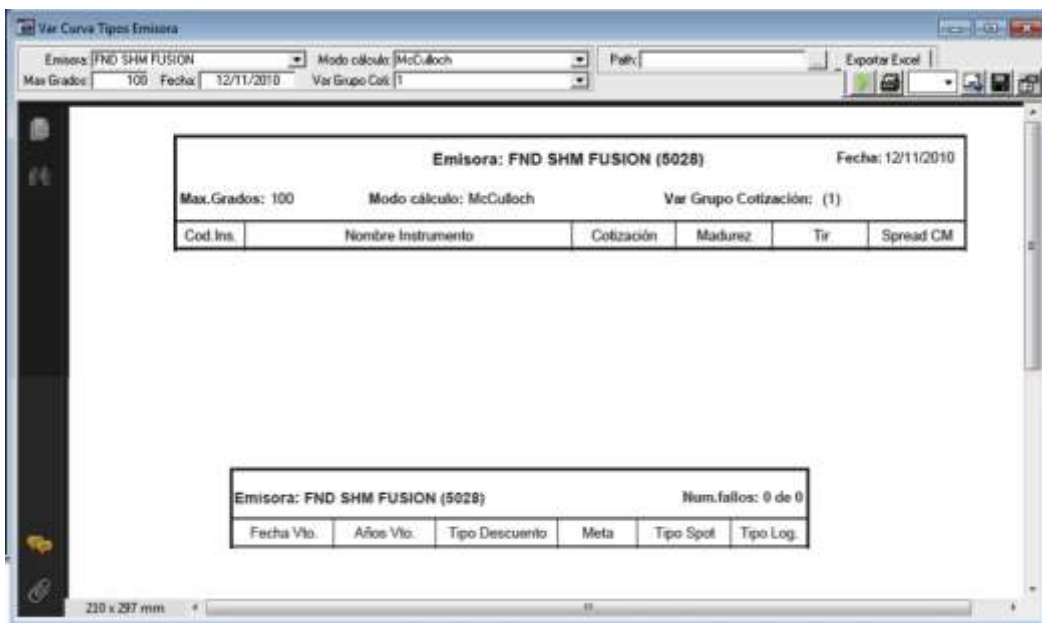 Ver Curva Tipos Emisora
Emisora: FND SHM FUSION Modo cálculo: McCulloch Path: ... Exportar Excel
Max Grados: 100 Fecha: 12/11/2010 Var Grupo Coti: 1
Emisora: FND SHM FUSION (5028) Fecha: 12/11/2010
Max.Grados: 100 Modo cálculo: McCulloch Var Grupo Cotización: (1)
Cod.Ins. Nombre Instrumento Cotización Madurez Tir Spread CM
Emisora: FND SHM FUSION (5028) Num.fallos: 0 de 0
Fecha Vto. Años Vto. Tipo Descuento Meta Tipo Spot Tipo Log.
210 x 297 mm